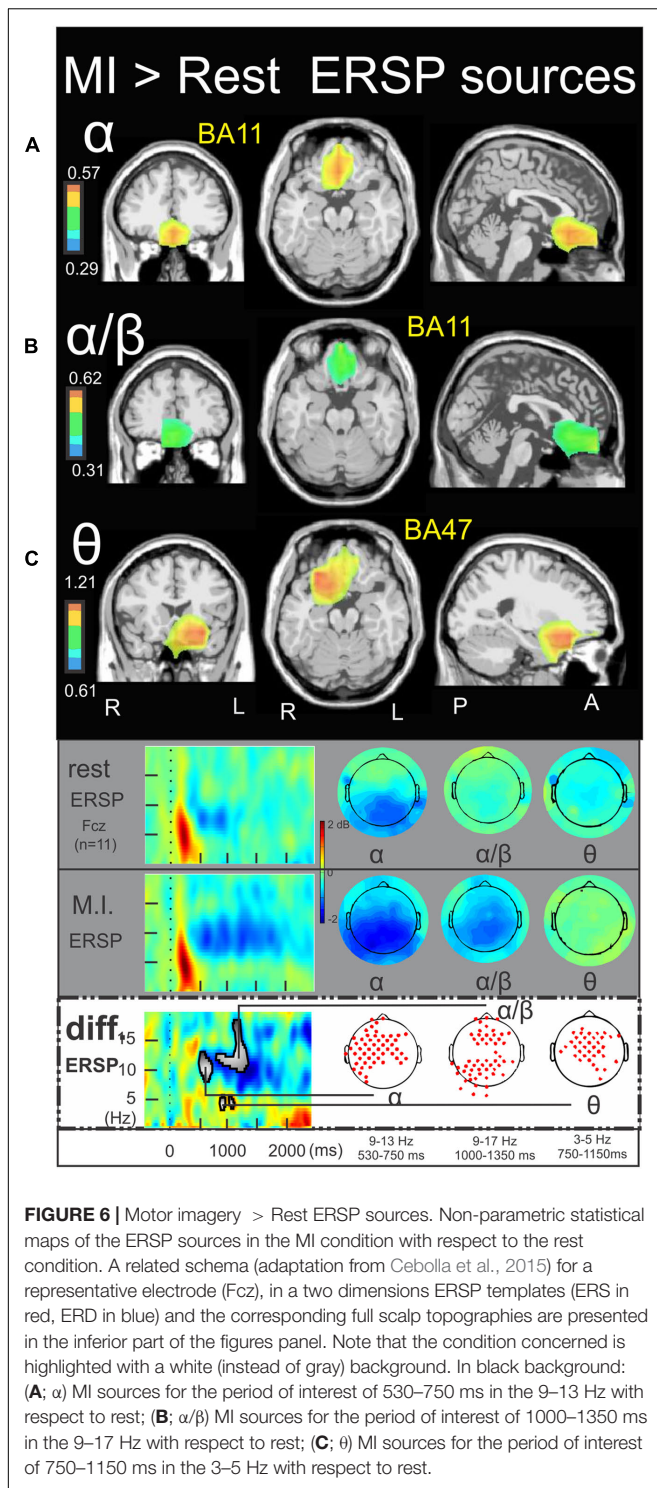 MI > Rest ERSP sources
A
α
BA11
0.57
0.29
B
α/β
BA11
0.62
0.31
C
θ
BA47
1.21
0.61
R L R L P A
rest
ERSP
Fcz
(n=11)
2 dB
0
-2
α α/β θ
M.I.
ERSP
α α/β θ
diff,
ERSP
15
10
5
(Hz)
α/β
α
θ
0 1000 2000 (ms)
9-13 Hz
530-750 ms
9-17 Hz
1000-1350 ms
3-5 Hz
750-1150ms
FIGURE 6 | Motor imagery > Rest ERSP sources. Non-parametric statistical
maps of the ERSP sources in the MI condition with respect to the rest
condition. A related schema (adaptation from Cebolla et al., 2015) for a
representative electrode (Fcz), in a two dimensions ERSP templates (ERS in
red, ERD in blue) and the corresponding full scalp topographies are presented
in the inferior part of the figures panel. Note that the condition concerned is
highlighted with a white (instead of gray) background. In black background:
(A; α) MI sources for the period of interest of 530–750 ms in the 9–13 Hz with
respect to rest; (B; α/β) MI sources for the period of interest of 1000–1350 ms
in the 9–17 Hz with respect to rest; (C; θ) MI sources for the period of interest
of 750–1150 ms in the 3–5 Hz with respect to rest.